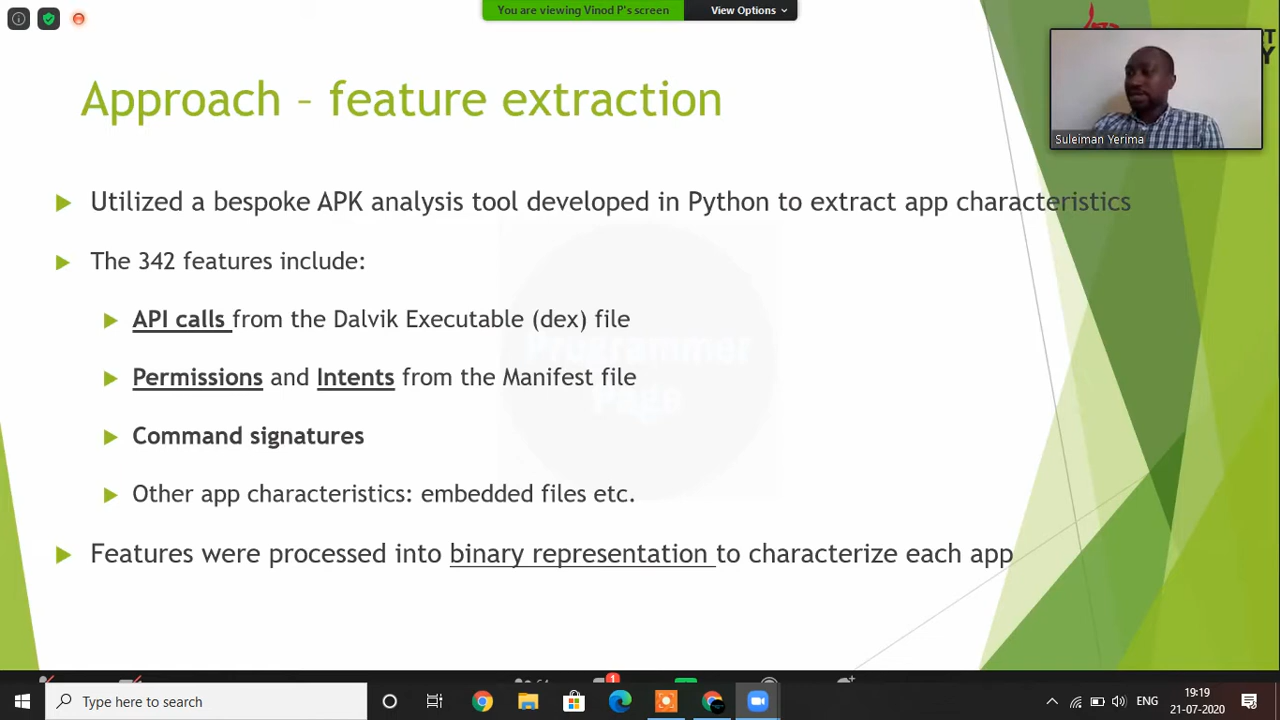 You are viewing Vinod P's screen
View Options
Approach – feature extraction
Suleiman Yerima
Utilized a bespoke APK analysis tool developed in Python to extract app characteristics
The 342 features include:
API calls from the Dalvik Executable (dex) file
Permissions and Intents from the Manifest file
Programmer
Page
Command signatures
Other app characteristics: embedded files etc.
Features were processed into binary representation to characterize each app
1
Type here to search
ENG
19:19
21-07-2020